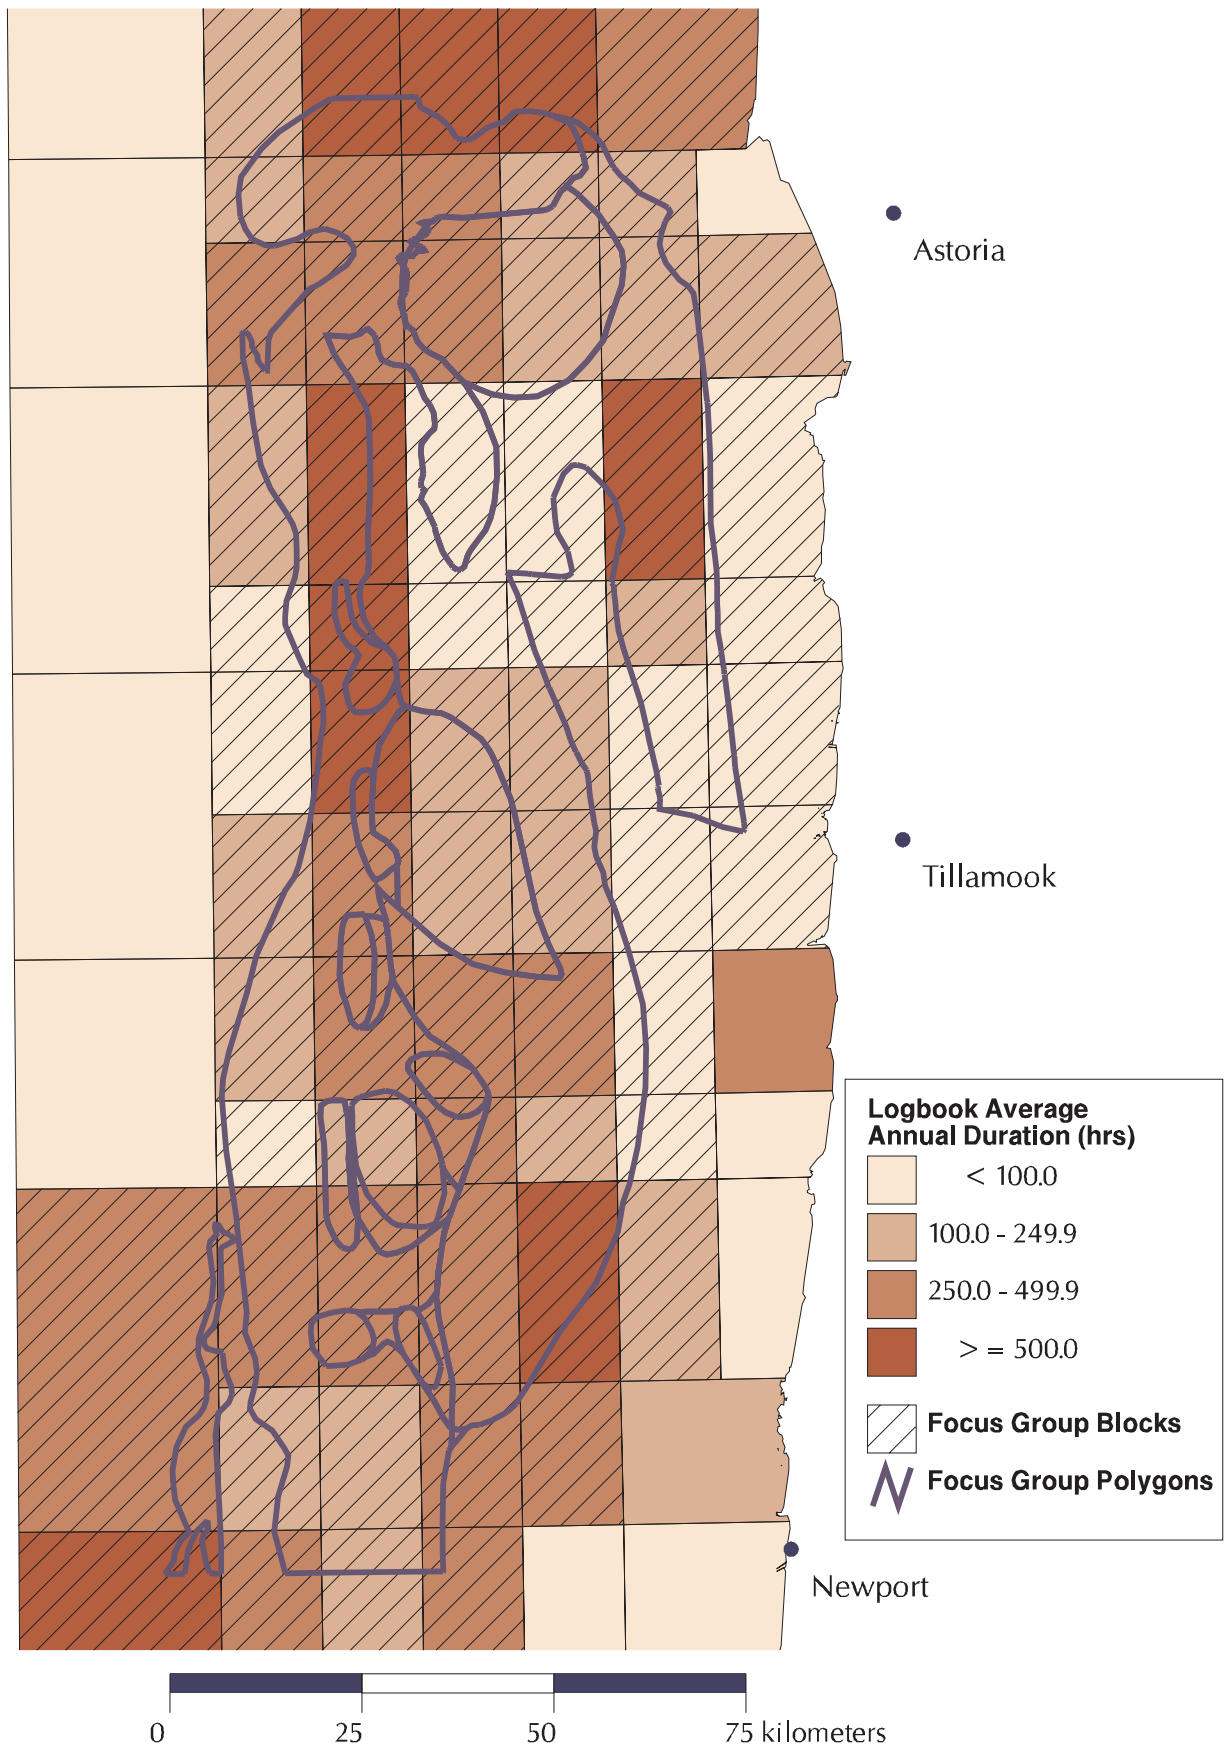 Astoria
Tillamook
Logbook Average
Annual Duration (hrs)
< 100.0
100.0 - 249.9
250.0 - 499.9
> = 500.0
Focus Group Blocks
Focus Group Polygons
Newport
0 25 50 75 kilometers